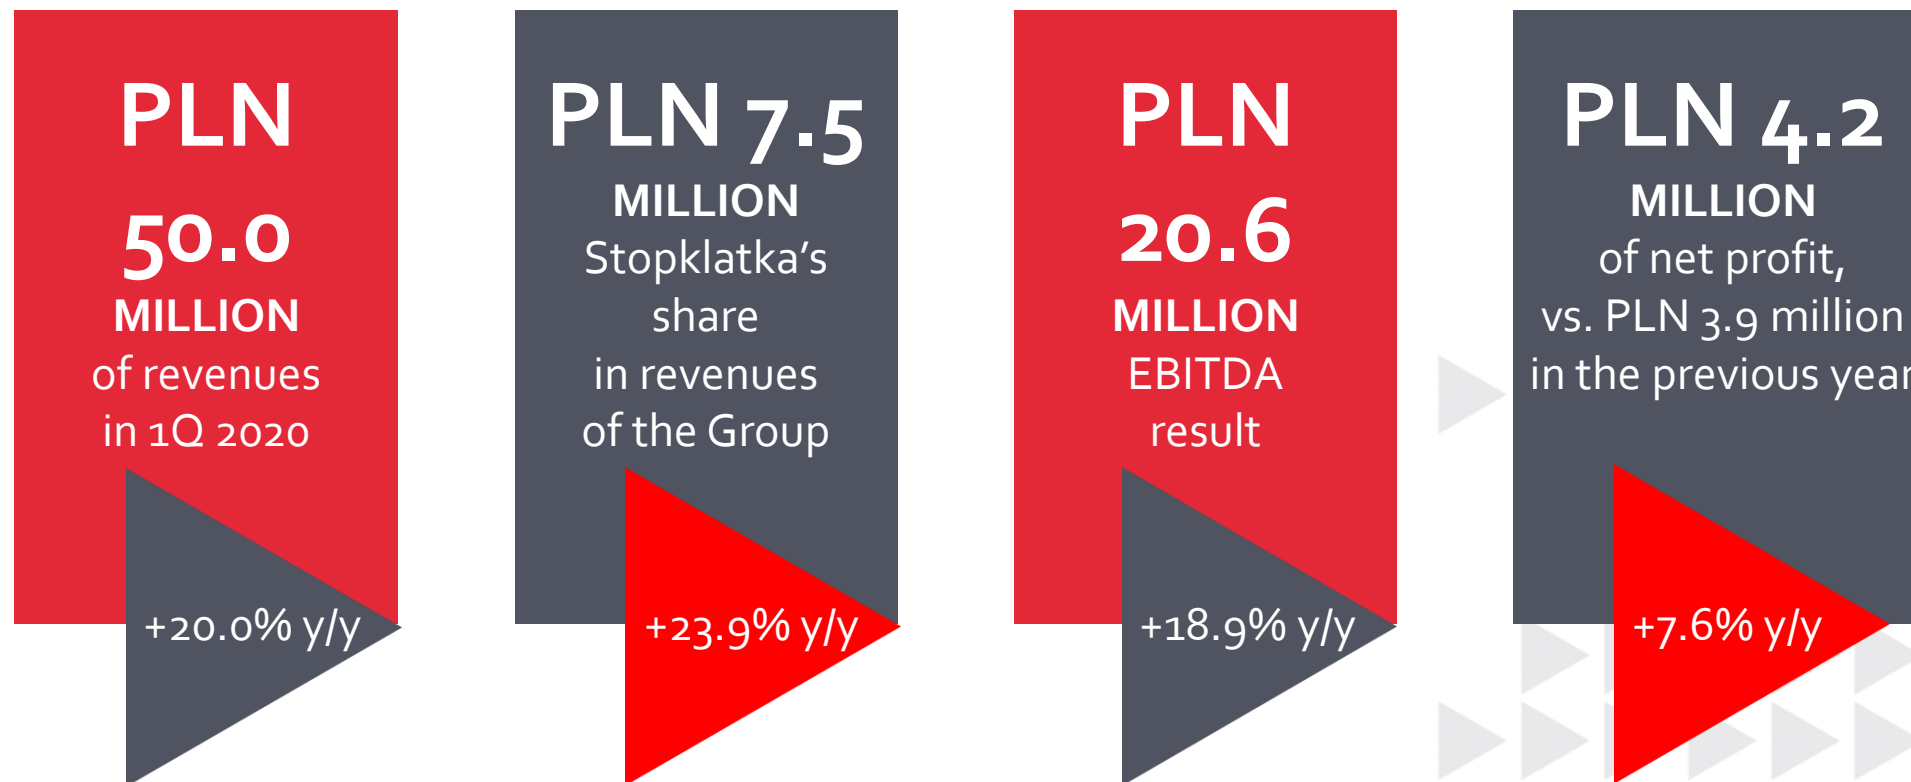 PLN
50.0
MILLION
of revenues
in 1Q 2020
+20.0% y/y
PLN 7.5
MILLION
Stopklatka’s
share
in revenues
of the Group
+23.9% y/y
PLN
20.6
MILLION
EBITDA
result
+18.9% y/y
PLN 4.2
MILLION
of net profit,
vs. PLN 3.9 million
in the previous year
+7.6% y/y